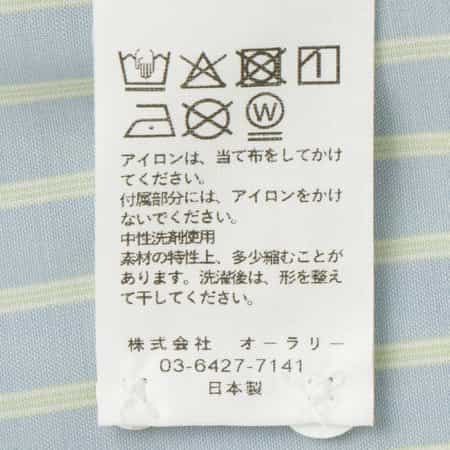 W
アイロンは、当て布をしてかけ
てください。
付属部分には、アイロンをかけ
ないでください。
中性洗剤使用
素材の特性上、多少縮むことが
あります。洗濯後は、形を整え
て干してください。
株式会社 オーラリー
03-6427-7141
日本製